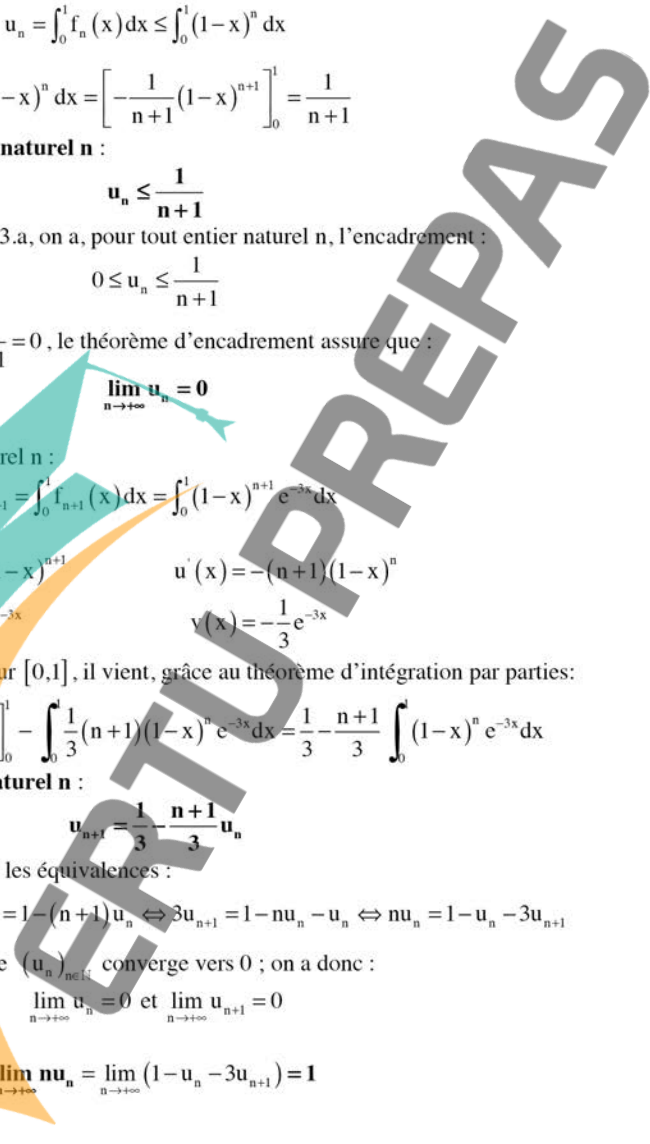 u_n = ∫_0^1 f_n (x) dx ≤ ∫_0^1 (1−x)^n dx
−x)^n dx = [−1/(n+1) (1−x)^{n+1}]_0^1 = 1/(n+1)
naturel n :
u_n ≤ 1/(n+1)
3.a, on a, pour tout entier naturel n, l'encadrement :
0 ≤ u_n ≤ 1/(n+1)
= 0 , le théorème d'encadrement assure que :
lim_{n→+∞} u_n = 0
rel n :
= ∫_0^1 f_{n+1} (x) dx = ∫_0^1 (1−x)^{n+1} e^{−3x} dx
−x)^{n+1} u'(x) = −(n+1)(1−x)^n
−3x v(x) = −1/3 e^{−3x}
ur [0,1] , il vient, grâce au théorème d'intégration par parties:
]_0^1 − ∫_0^1 1/3 (n+1)(1−x)^n e^{−3x} dx = 1/3 − (n+1)/3 ∫_0^1 (1−x)^n e^{−3x} dx
turel n :
u_{n+1} = 1/3 − (n+1)/3 u_n
les équivalences :
= 1−(n+1)u_n ⇔ 3u_{n+1} = 1−nu_n −u_n ⇔ nu_n = 1−u_n −3u_{n+1}
e (u_n)_{n∈ℕ} converge vers 0 ; on a donc :
lim_{n→+∞} u_n = 0 et lim_{n→+∞} u_{n+1} = 0
lim_{n→+∞} nu_n = lim_{n→+∞} (1−u_n −3u_{n+1}) = 1
ERTU PREPAS